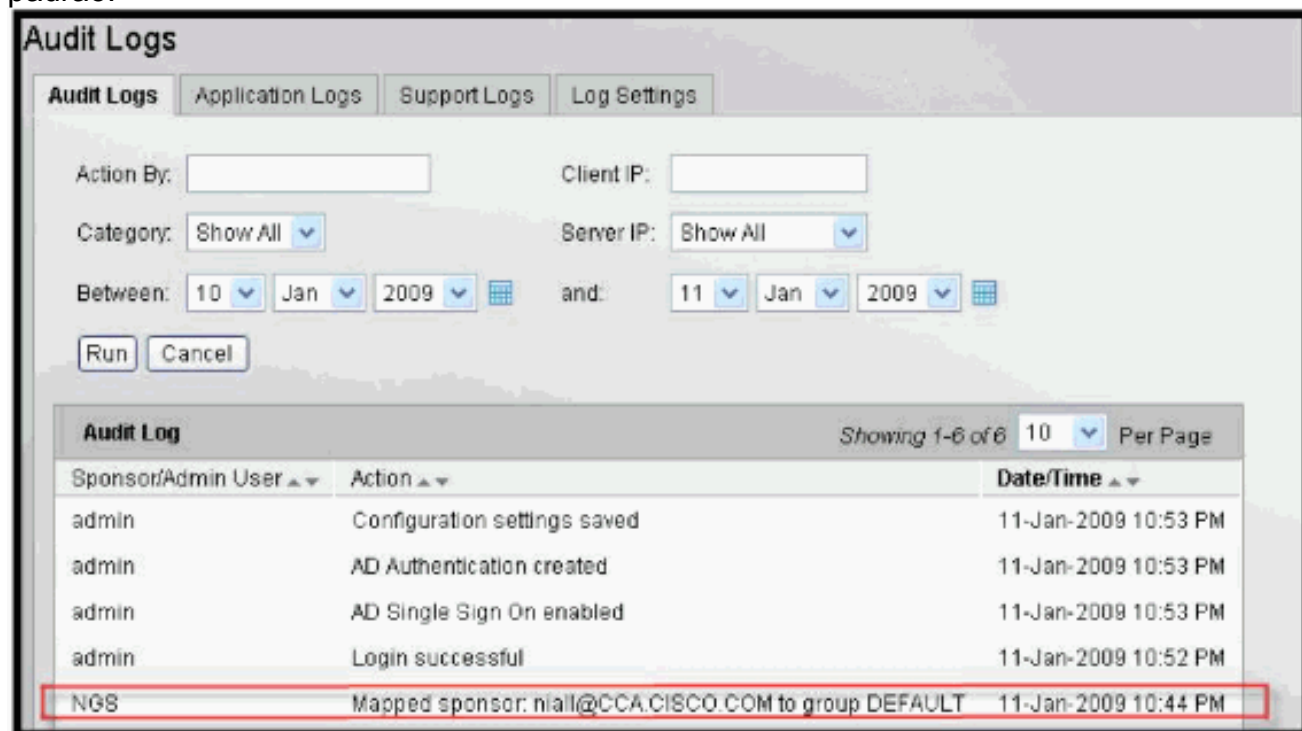 padrão.
Audit Logs
Audit Logs Application Logs Support Logs Log Settings
Action By: Client IP:
Category: Show All Server IP: Show All
Between: 10 Jan 2009 and: 11 Jan 2009
Run Cancel
Audit Log Showing 1-6 of 6 10 Per Page
Sponsor/Admin User Action Date/Time
admin Configuration settings saved 11-Jan-2009 10:53 PM
admin AD Authentication created 11-Jan-2009 10:53 PM
admin AD Single Sign On enabled 11-Jan-2009 10:53 PM
admin Login successful 11-Jan-2009 10:52 PM
NGS Mapped sponsor: niall@CCA.CISCO.COM to group DEFAULT 11-Jan-2009 10:44 PM